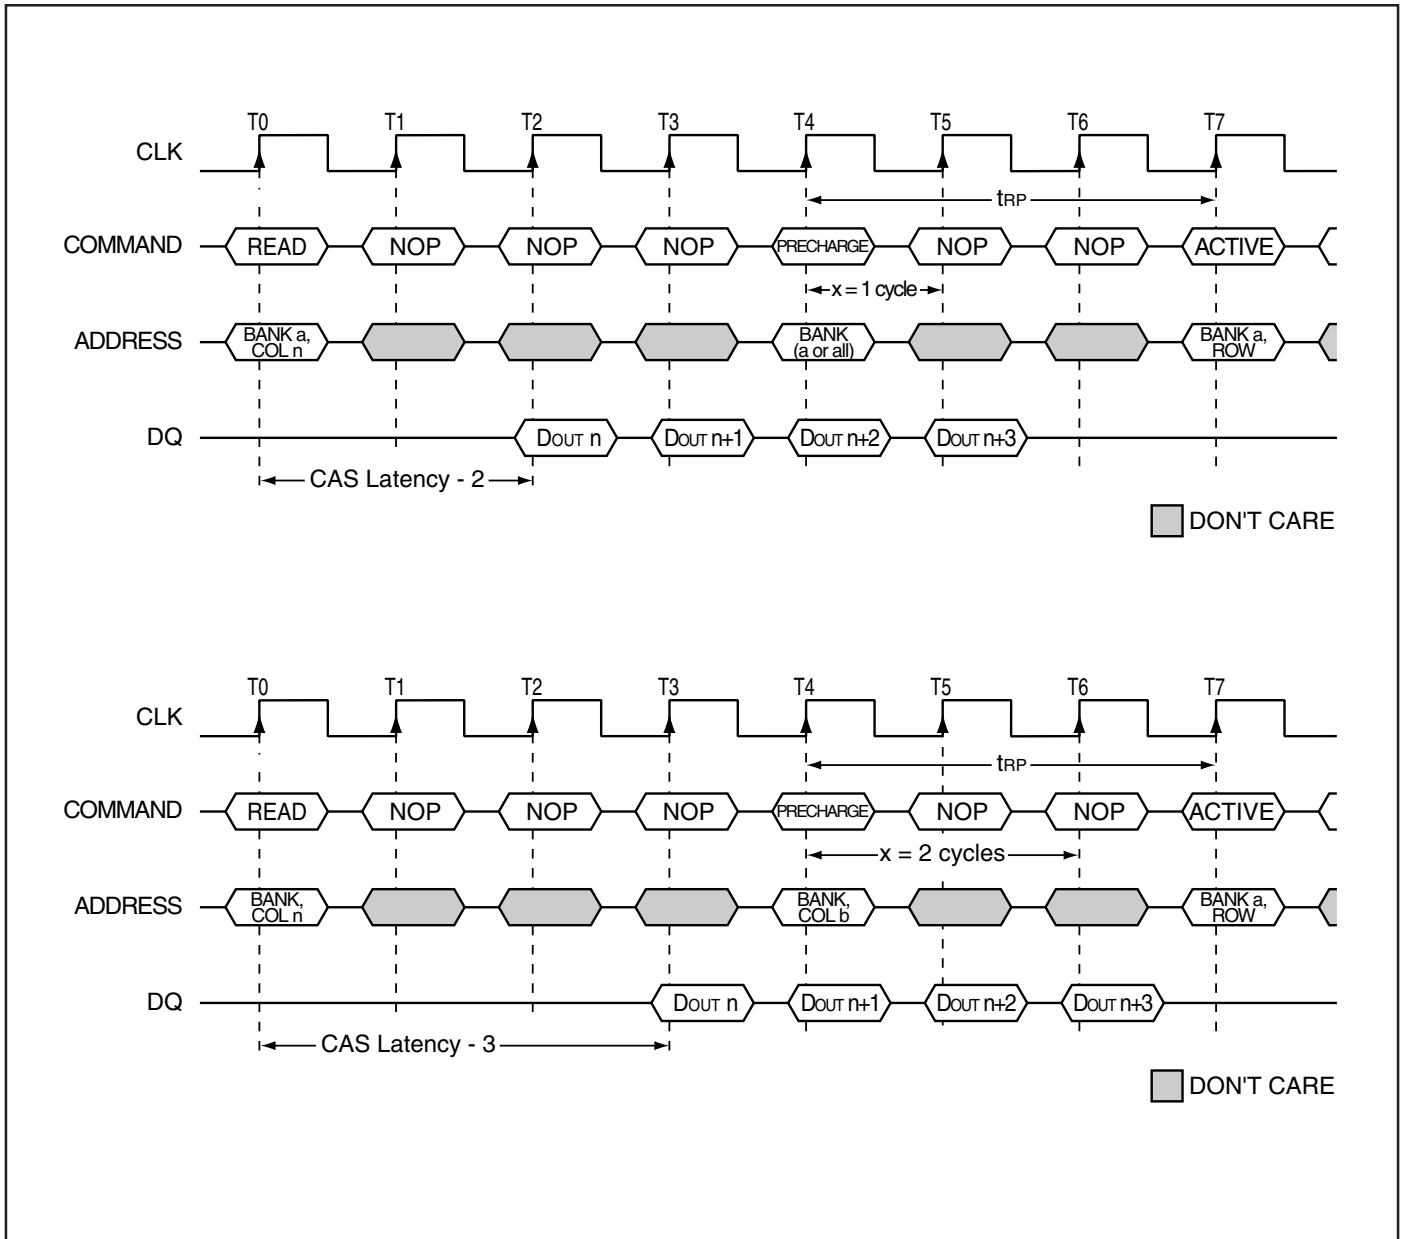 T0 T1 T2 T3 T4 T5 T6 T7
CLK
tRP
COMMAND READ NOP NOP NOP PRECHARGE NOP NOP ACTIVE
x = 1 cycle
ADDRESS BANK a, COL n BANK (a or all) BANK a, ROW
DQ DOUT n DOUT n+1 DOUT n+2 DOUT n+3
CAS Latency - 2
DON'T CARE
T0 T1 T2 T3 T4 T5 T6 T7
CLK
tRP
COMMAND READ NOP NOP NOP PRECHARGE NOP NOP ACTIVE
x = 2 cycles
ADDRESS BANK, COL n BANK, COL b BANK a, ROW
DQ DOUT n DOUT n+1 DOUT n+2 DOUT n+3
CAS Latency - 3
DON'T CARE